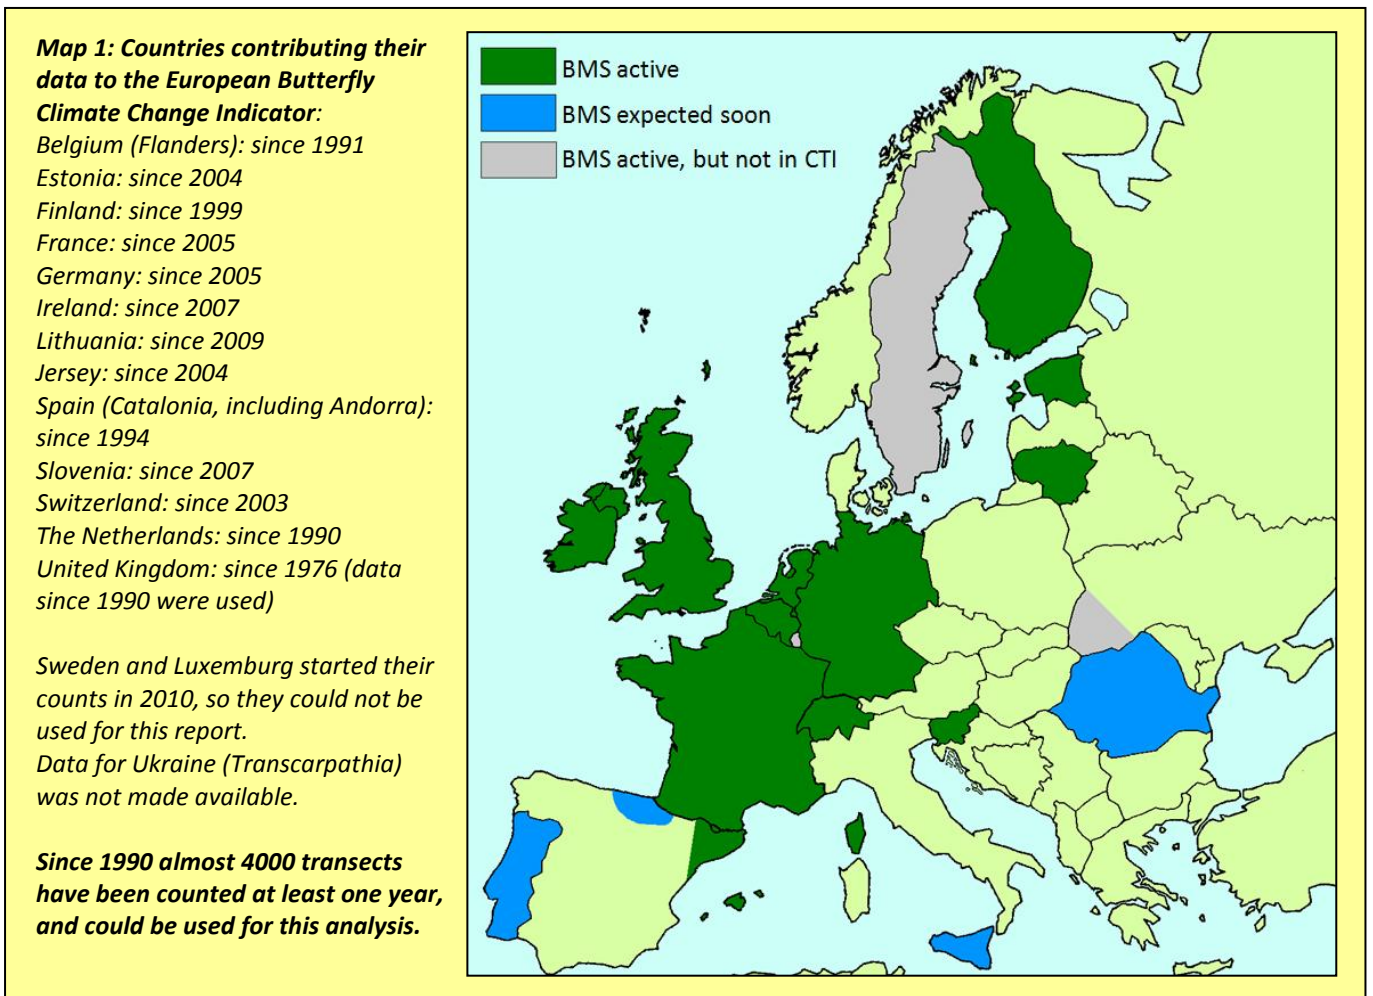 Map 1: Countries contributing their
data to the European Butterfly
Climate Change Indicator:
Belgium (Flanders): since 1991
Estonia: since 2004
Finland: since 1999
France: since 2005
Germany: since 2005
Ireland: since 2007
Lithuania: since 2009
Jersey: since 2004
Spain (Catalonia, including Andorra):
since 1994
Slovenia: since 2007
Switzerland: since 2003
The Netherlands: since 1990
United Kingdom: since 1976 (data
since 1990 were used)
Sweden and Luxemburg started their
counts in 2010, so they could not be
used for this report.
Data for Ukraine (Transcarpathia)
was not made available.
Since 1990 almost 4000 transects
have been counted at least one year,
and could be used for this analysis.
BMS active
BMS expected soon
BMS active, but not in CTI